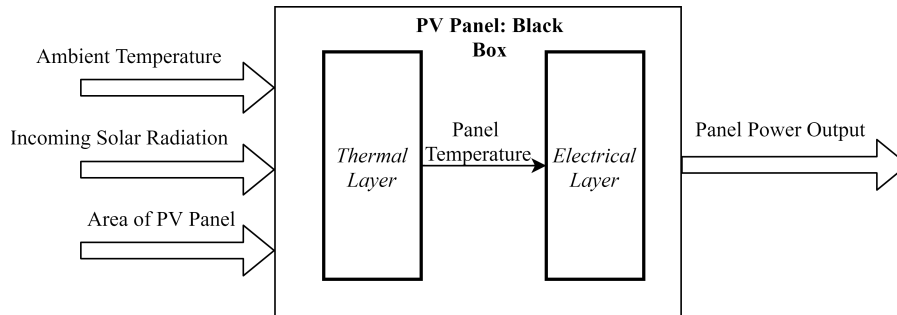 PV Panel: Black
Box
Ambient Temperature
Incoming Solar Radiation
Area of PV Panel
Thermal
Layer
Panel
Temperature
Electrical
Layer
Panel Power Output